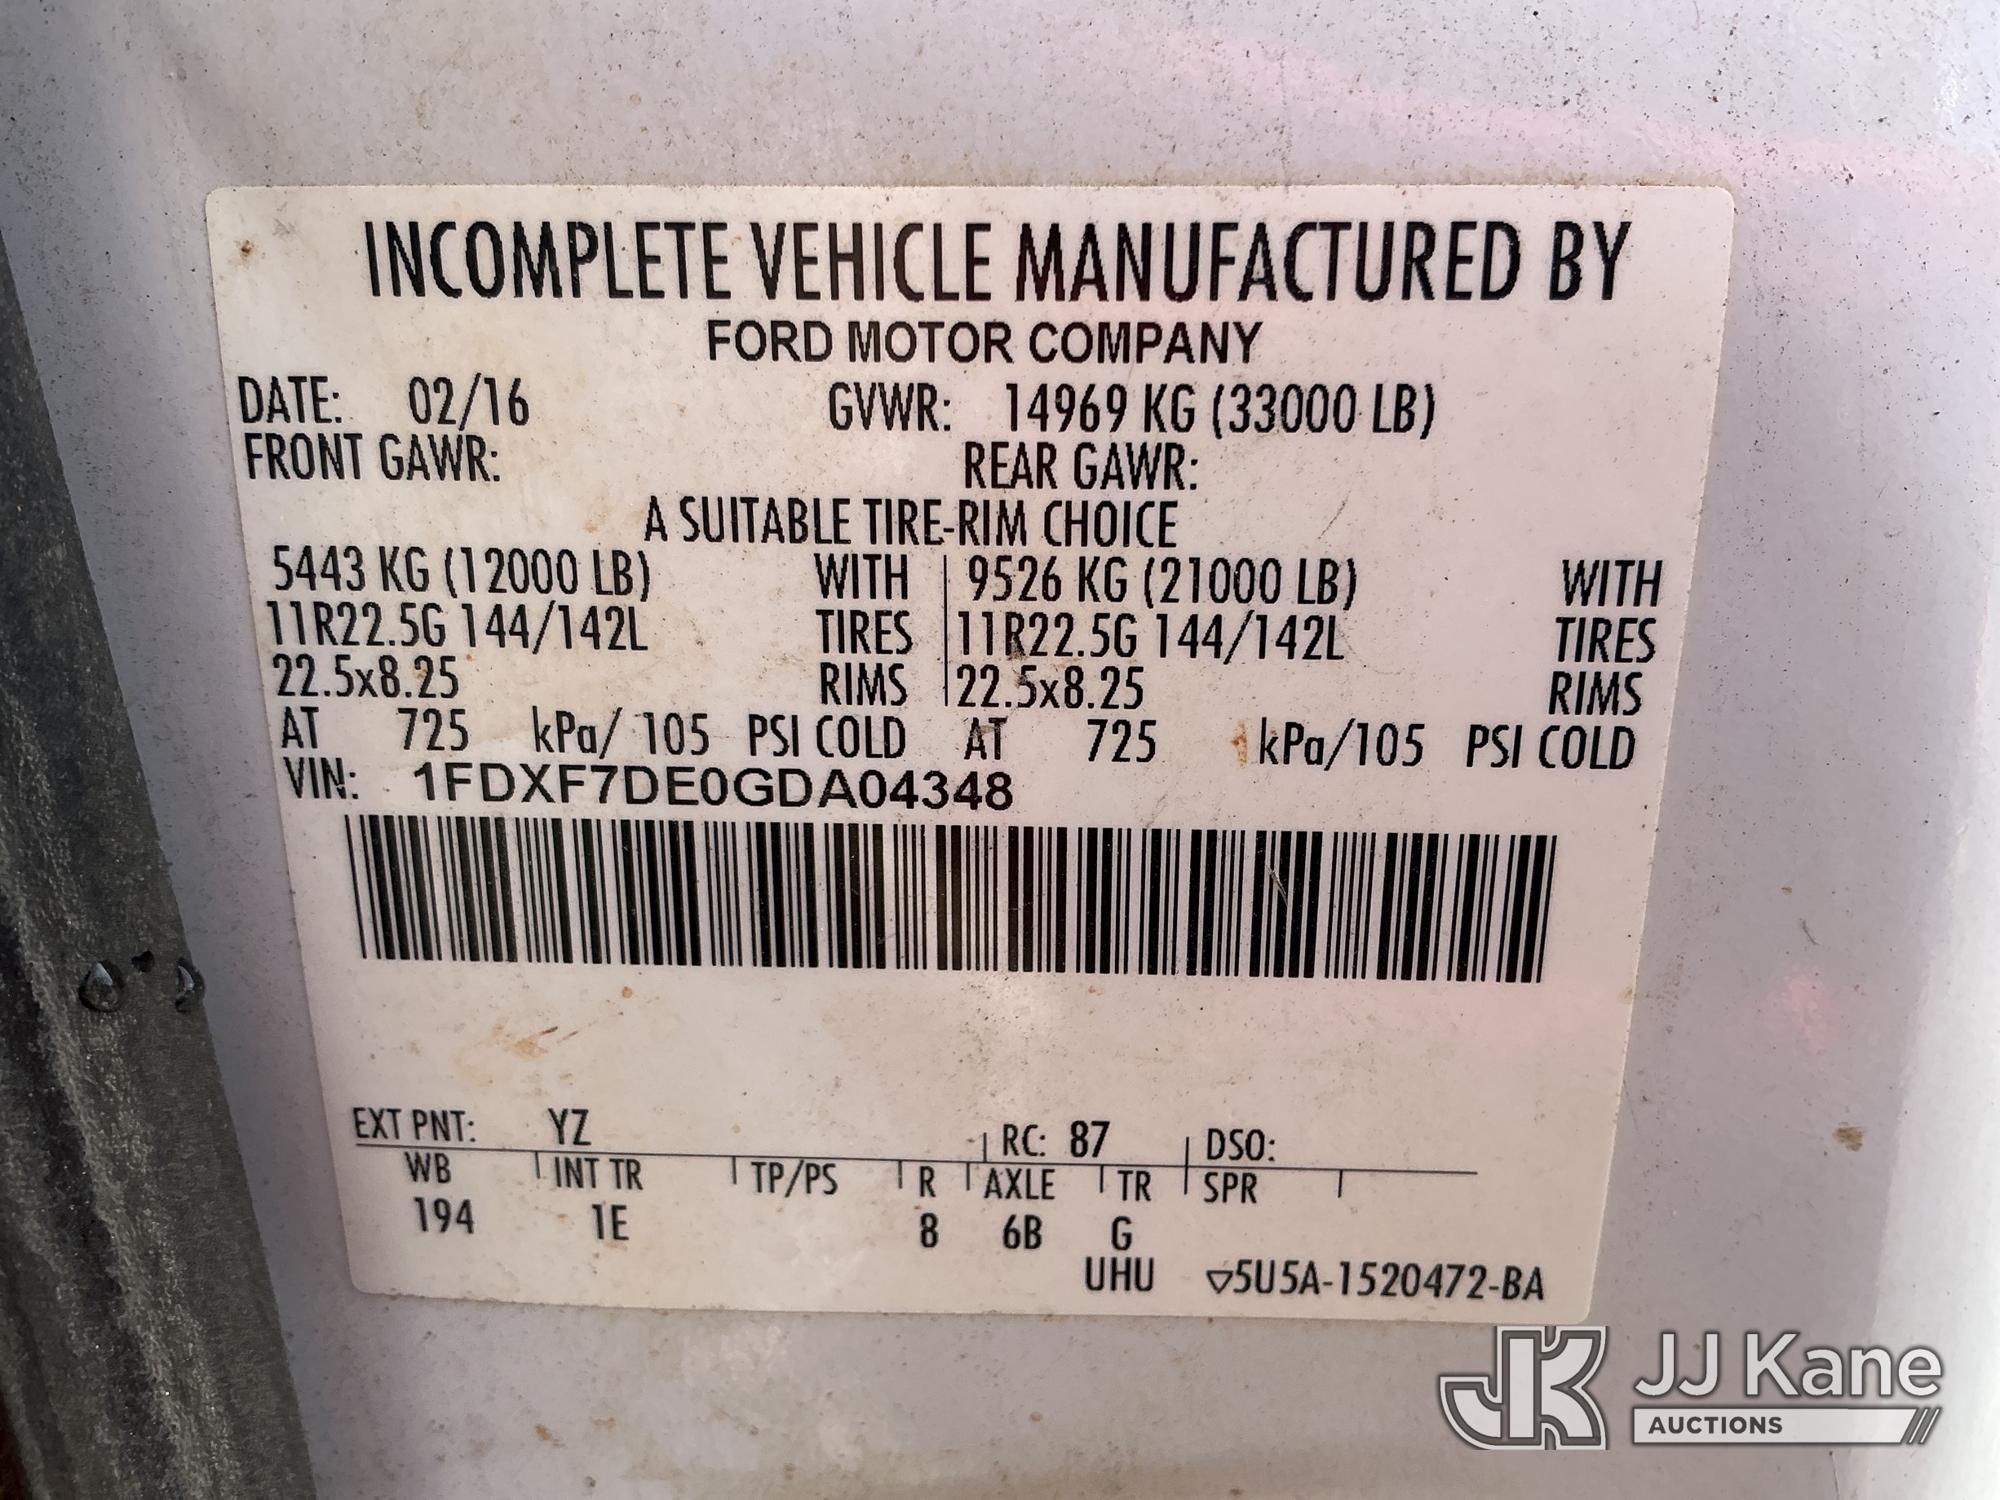 INCOMPLETE VEHICLE MANUFACTURED BY
FORD MOTOR COMPANY
DATE: 02/16 GVWR: 14969 KG (33000 LB)
FRONT GAWR: REAR GAWR:
A SUITABLE TIRE-RIM CHOICE
5443 KG (12000 LB) WITH 9526 KG (21000 LB) WITH
11R22.5G 144/142L TIRES 11R22.5G 144/142L TIRES
22.5x8.25 RIMS 22.5x8.25 RIMS
AT 725 kPa/ 105 PSI COLD AT 725 kPa/105 PSI COLD
VIN: 1FDXF7DE0GDA04348
EXT PNT: YZ RC: 87 DSO:
WB INT TR TP/PS R AXLE TR SPR
194 1E 8 6B G
UHU ▽5U5A-1520472-BA
JK JJ Kane
AUCTIONS